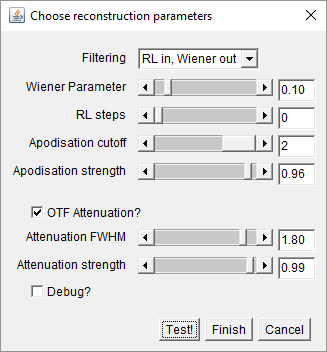 Choose reconstruction parameters
Filtering RL in, Wiener out
Wiener Parameter 0.10
RL steps 0
Apodisation cutoff 2
Apodisation strength 0.96
OTF Attenuation?
Attenuation FWHM 1.80
Attenuation strength 0.99
Debug?
Test! Finish Cancel